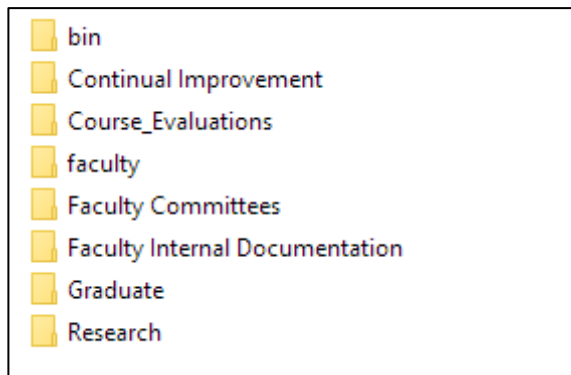 bin
Continual Improvement
Course_Evaluations
faculty
Faculty Committees
Faculty Internal Documentation
Graduate
Research